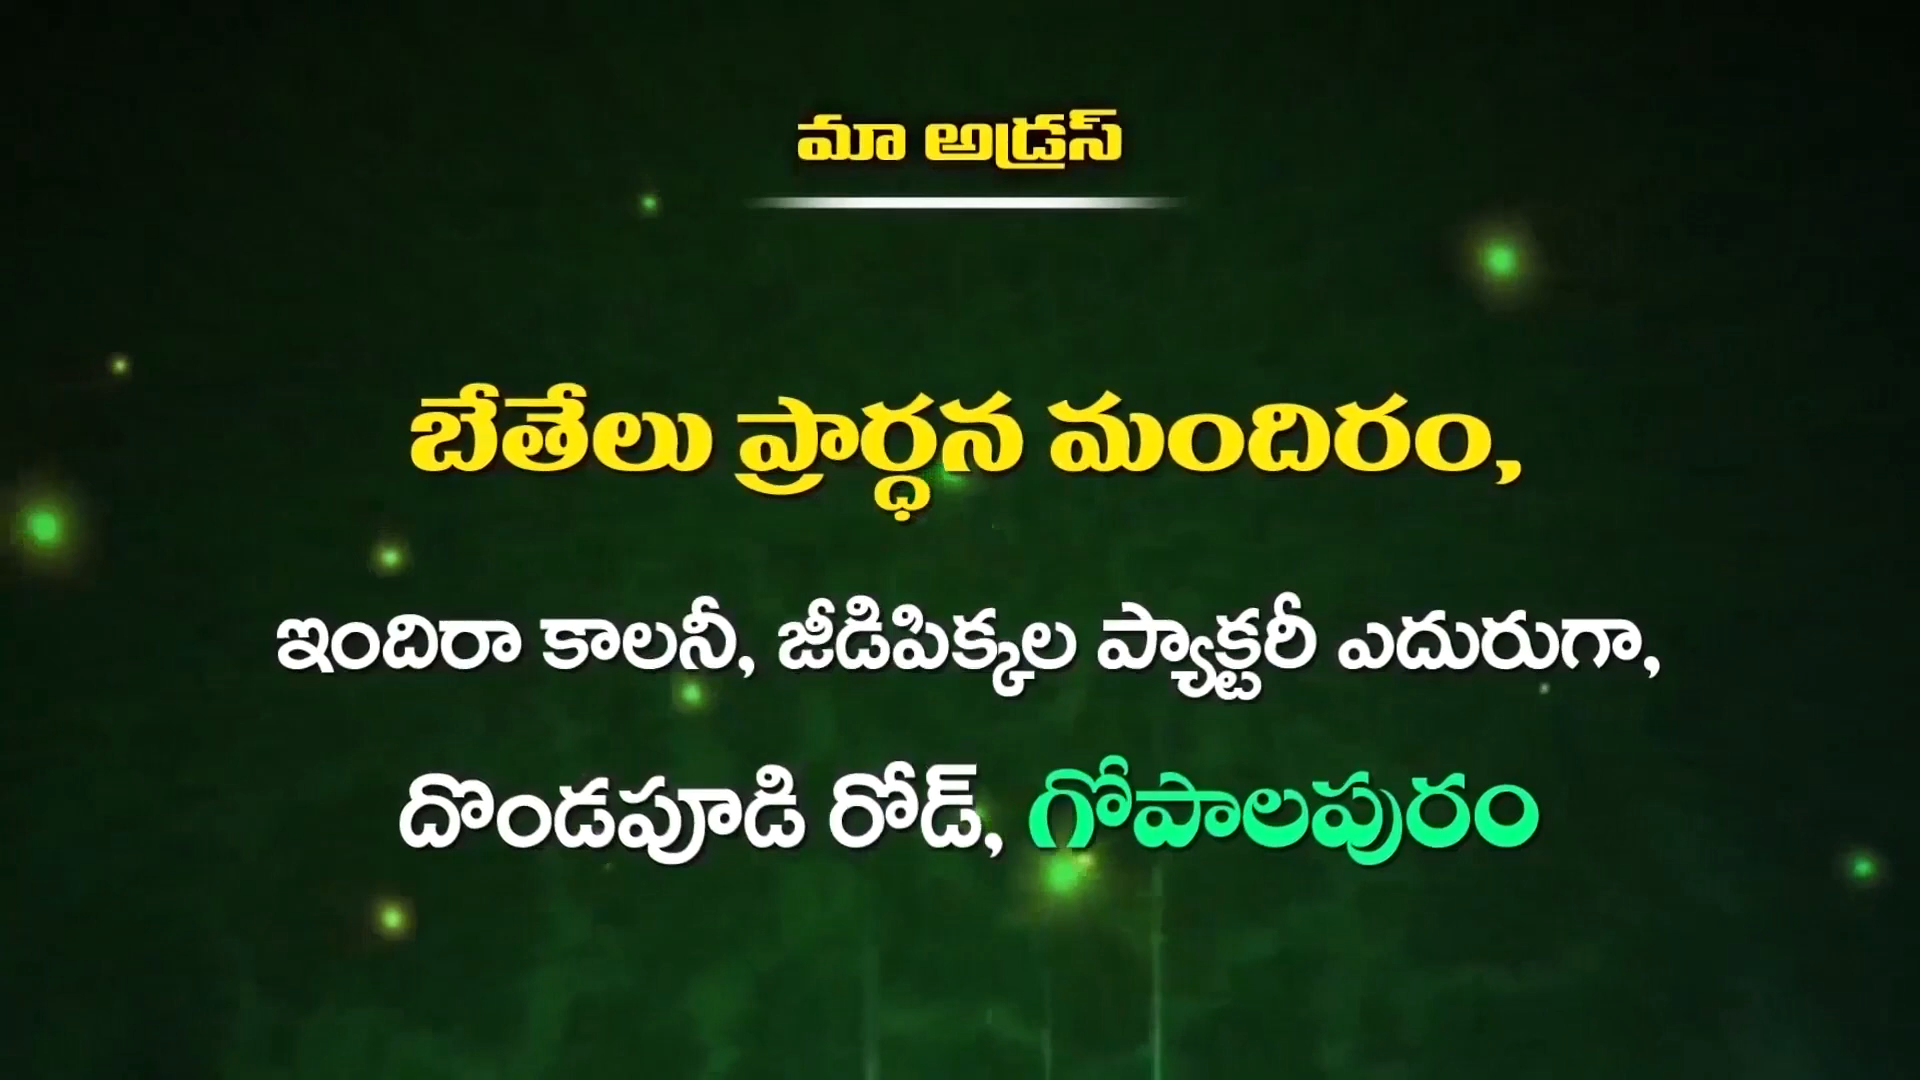 మా అడ్రస్
బేతేలు ప్రార్ధన మందిరం,
ఇందిరా కాలనీ, జీడిపిక్కల ప్యాక్టరీ ఎదురుగా,
దొండపూడి రోడ్, గోపాలపురం